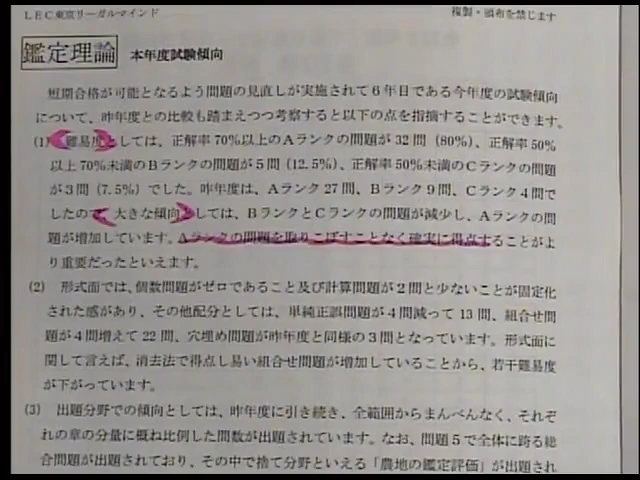 LEC東京リーガルマインド
複製・頒布を禁じます
鑑定理論 本年度試験傾向
短期合格が可能となるよう問題の見直しが実施されて6年目である今年度の試験傾向
について、昨年度との比較も踏まえつつ考察すると以下の点を指摘することができます。
(1) 難易度としては、正解率70%以上のAランクの問題が32問(80%)、正解率50%
以上70%未満のBランクの問題が5問(12.5%)、正解率50%未満のCランクの問題
が3問(7.5%)でした。昨年度は、Aランク27問、Bランク9問、Cランク4問で
したので、大きな傾向としては、BランクとCランクの問題が減少し、Aランクの問
題が増加しています。Aランクの問題を取りこぼすことなく確実に得点することがよ
り重要だったといえます。
(2) 形式面では、個数問題がゼロであること及び計算問題が2問と少ないことが固定化
された感があり、その他配分としては、単純正誤問題が4問減って13問、組合せ問
題が4問増えて22問、穴埋め問題が昨年度と同様の3問となっています。形式面に
関して言えば、消去法で得点し易い組合せ問題が増加していることから、若干難易度
が下がっています。
(3) 出題分野での傾向としては、昨年度に引き続き、全範囲からまんべんなく、それぞ
れの章の分量に概ね比例した問数が出題されています。なお、問題5で全体に跨る総
合問題が出題されており、その中で捨て分野といえる「農地の鑑定評価」が出題され